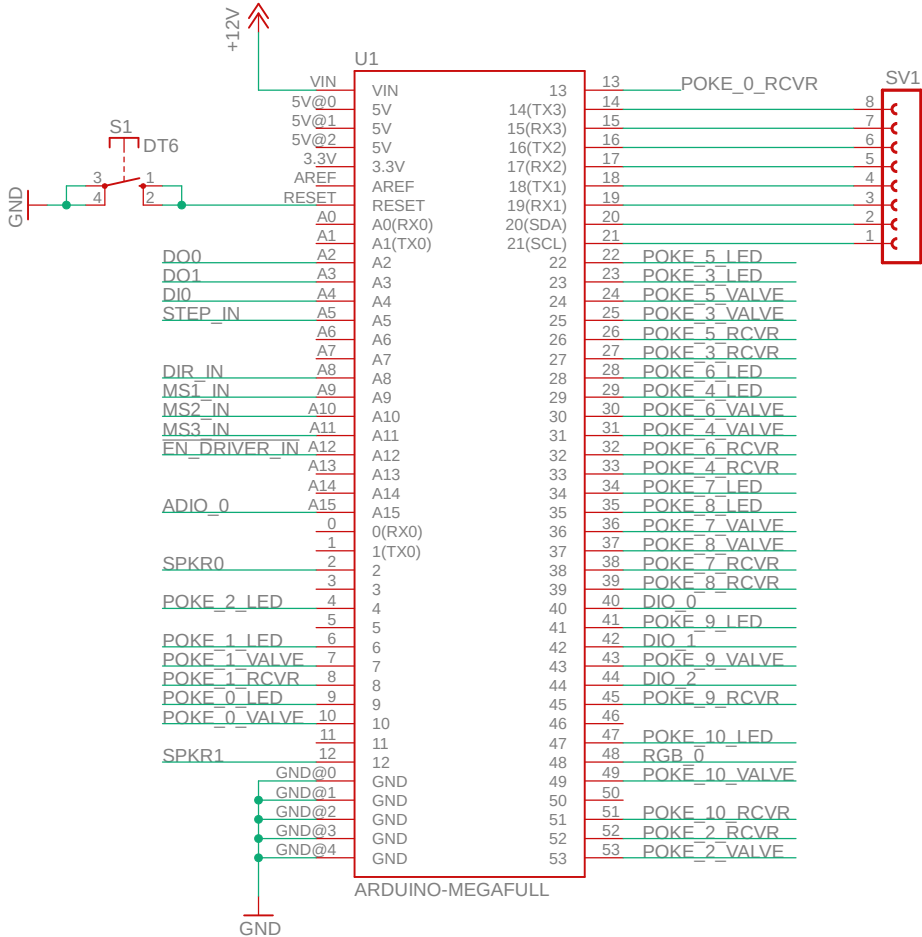 +12V
U1
VIN VIN 13 13 POKE_0_RCVR SV1
5V@0 5V 14(TX3) 14 8
5V@1 5V 15(RX3) 15 7
5V@2 5V 16(TX2) 16 6
3.3V 3.3V 17(RX2) 17 5
AREF AREF 18(TX1) 18 4
RESET RESET 19(RX1) 19 3
A0 A0(RX0) 20(SDA) 20 2
A1 A1(TX0) 21(SCL) 21 1
S1
DT6
3 1
4 2
GND
DO0 A2 A2 22 22 POKE_5_LED
DO1 A3 A3 23 23 POKE_3_LED
DI0 A4 A4 24 24 POKE_5_VALVE
STEP_IN A5 A5 25 25 POKE_3_VALVE
A6 A6 26 26 POKE_5_RCVR
A7 A7 27 27 POKE_3_RCVR
DIR_IN A8 A8 28 28 POKE_6_LED
MS1_IN A9 A9 29 29 POKE_4_LED
MS2_IN A10 A10 30 30 POKE_6_VALVE
MS3_IN A11 A11 31 31 POKE_4_VALVE
EN_DRIVER_IN A12 A12 32 32 POKE_6_RCVR
A13 A13 33 33 POKE_4_RCVR
A14 A14 34 34 POKE_7_LED
ADIO_0 A15 A15 35 35 POKE_8_LED
0 0(RX0) 36 36 POKE_7_VALVE
1 1(TX0) 37 37 POKE_8_VALVE
SPKR0 2 2 38 38 POKE_7_RCVR
3 3 39 39 POKE_8_RCVR
POKE_2_LED 4 4 40 40 DIO_0
5 5 41 41 POKE_9_LED
POKE_1_LED 6 6 42 42 DIO_1
POKE_1_VALVE 7 7 43 43 POKE_9_VALVE
POKE_1_RCVR 8 8 44 44 DIO_2
POKE_0_LED 9 9 45 45 POKE_9_RCVR
POKE_0_VALVE 10 10 46 46
11 11 47 47 POKE_10_LED
SPKR1 12 12 48 48 RGB_0
GND@0 GND 49 49 POKE_10_VALVE
GND@1 GND 50 50
GND@2 GND 51 51 POKE_10_RCVR
GND@3 GND 52 52 POKE_2_RCVR
GND@4 GND 53 53 POKE_2_VALVE
ARDUINO-MEGAFULL
GND